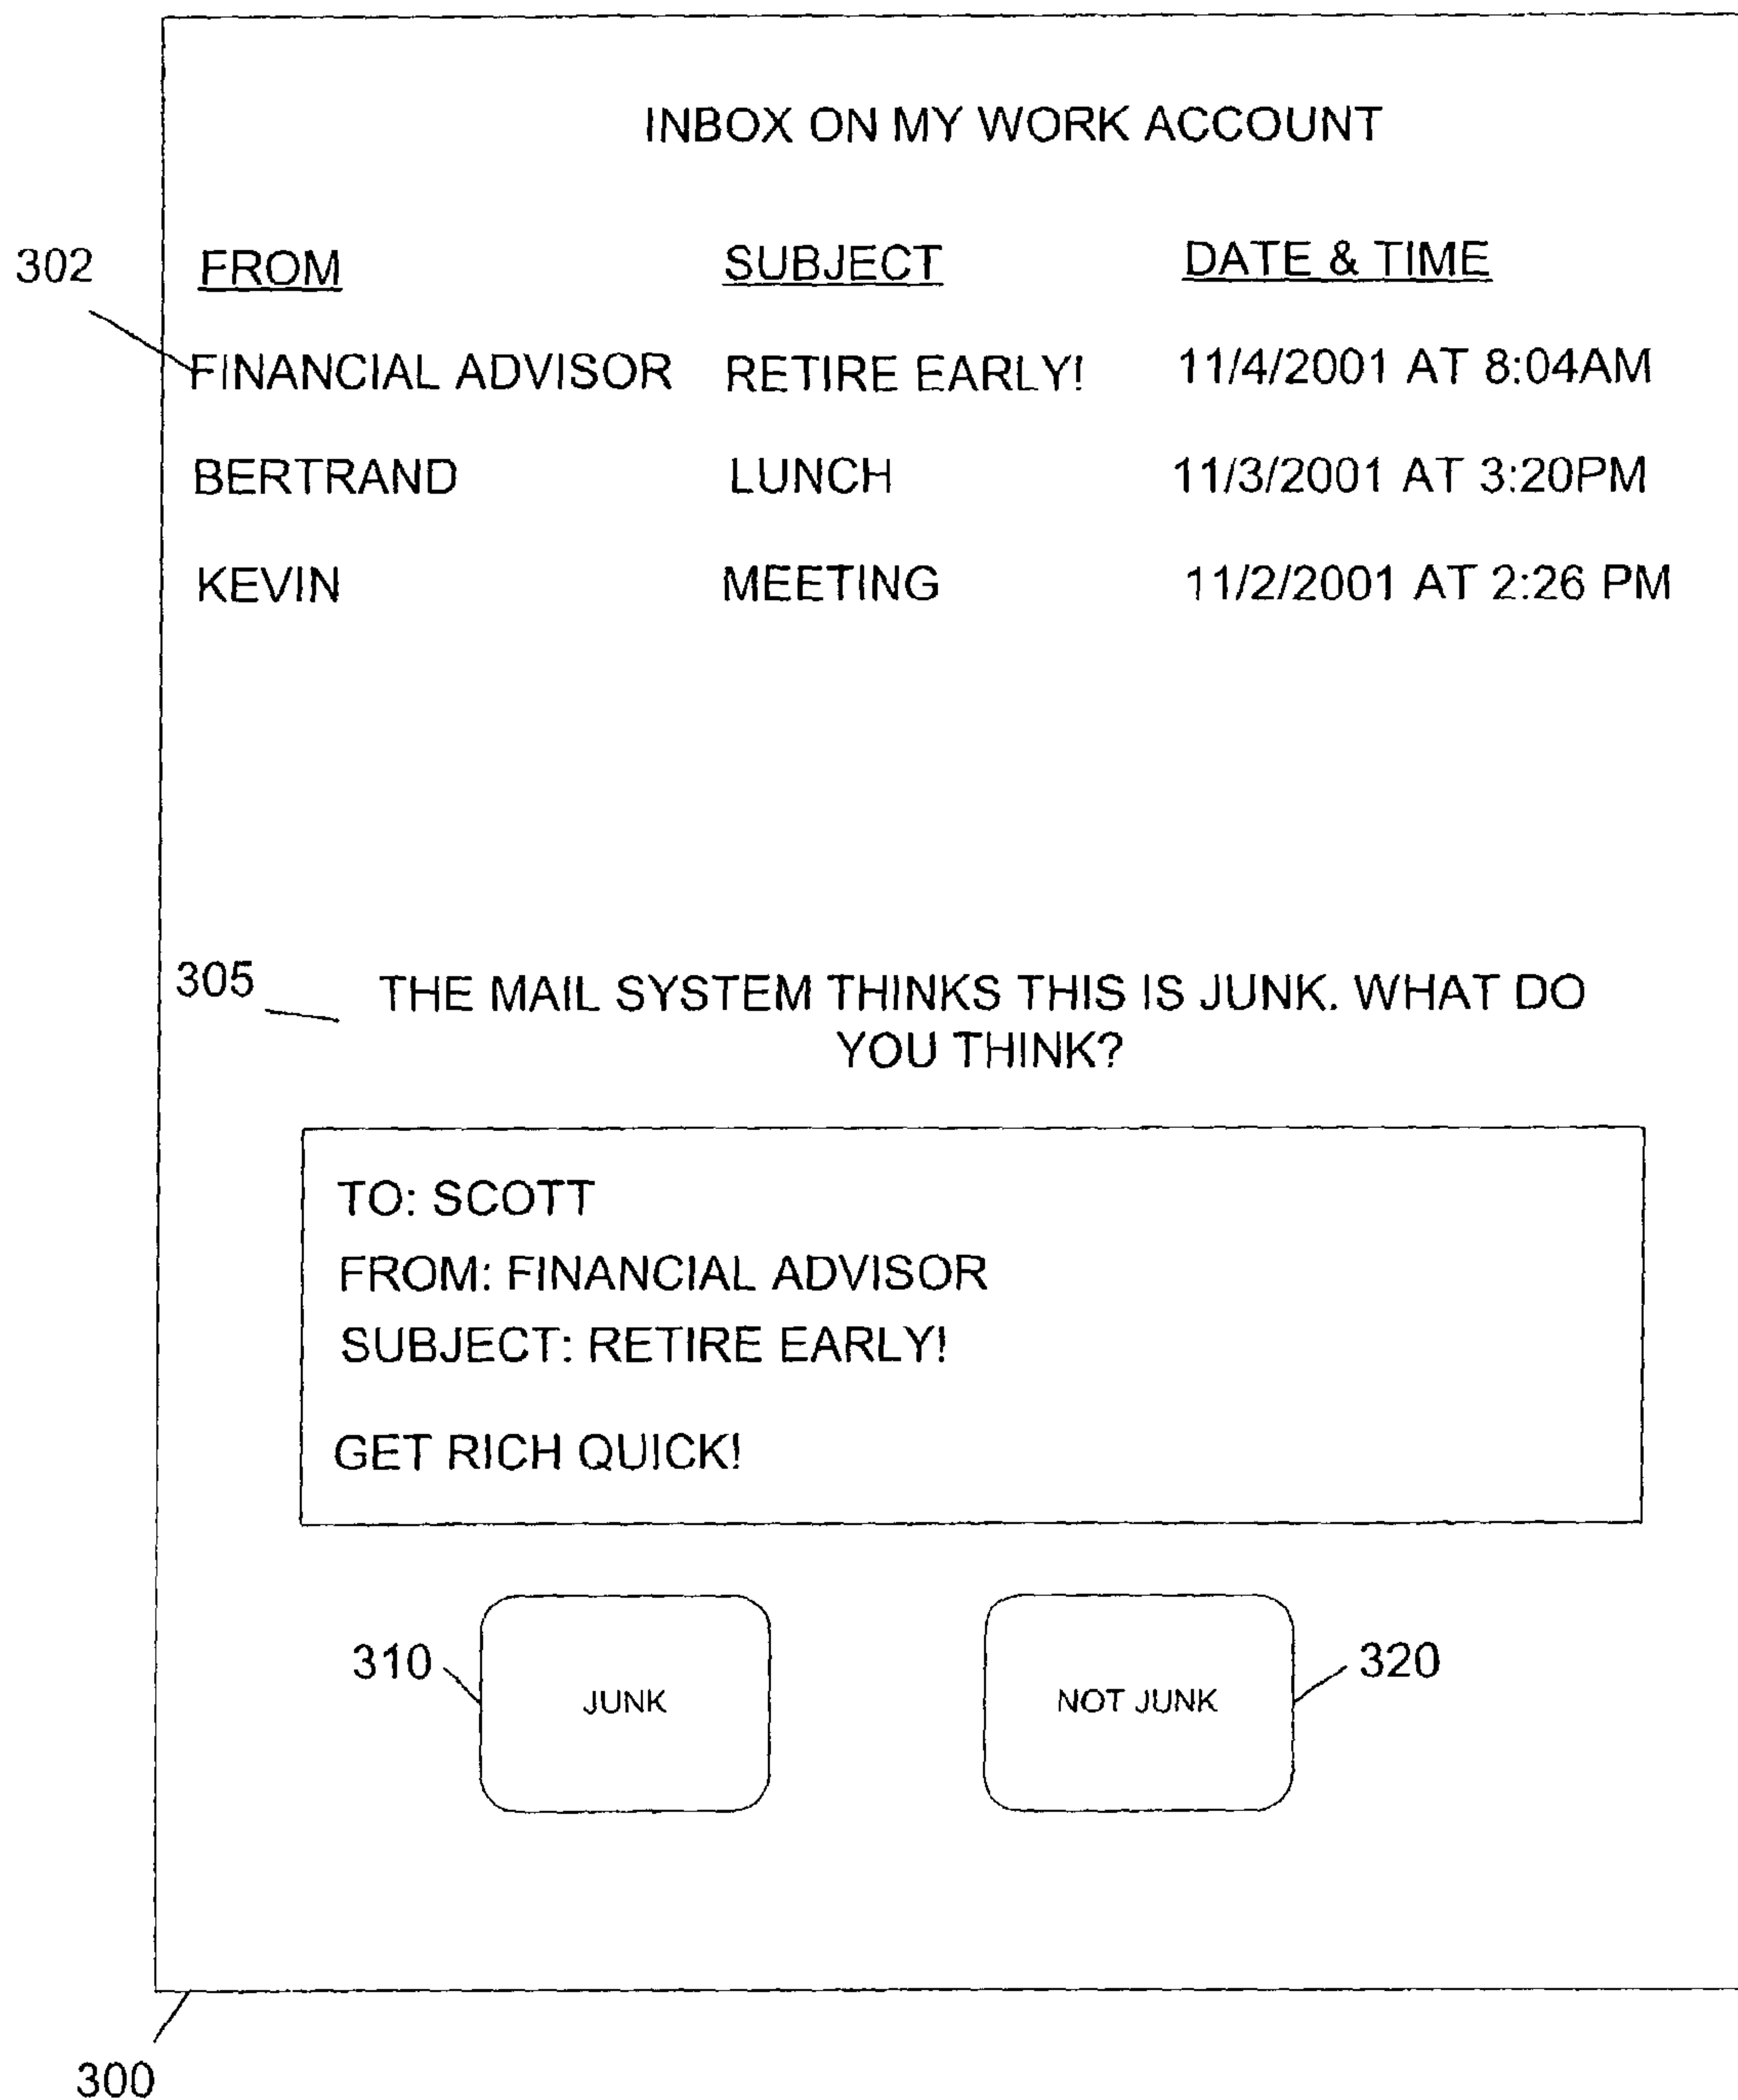 INBOX ON MY WORK ACCOUNT
302 FROM SUBJECT DATE & TIME
FINANCIAL ADVISOR RETIRE EARLY! 11/4/2001 AT 8:04AM
BERTRAND LUNCH 11/3/2001 AT 3:20PM
KEVIN MEETING 11/2/2001 AT 2:26 PM
305 THE MAIL SYSTEM THINKS THIS IS JUNK. WHAT DO
YOU THINK?
TO: SCOTT
FROM: FINANCIAL ADVISOR
SUBJECT: RETIRE EARLY!
GET RICH QUICK!
310 JUNK NOT JUNK 320
300